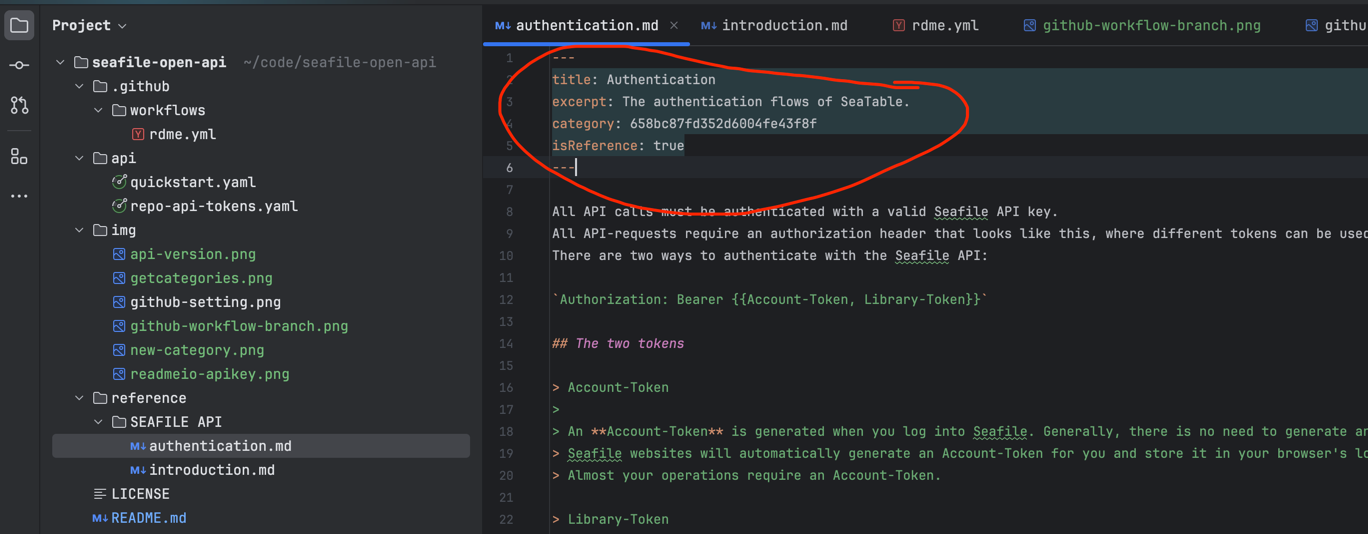 Project
authentication.md
introduction.md
rdme.yml
github-workflow-branch.png
seafile-open-api ~/code/seafile-open-api
.github
workflows
rdme.yml
api
quickstart.yaml
repo-api-tokens.yaml
img
api-version.png
getcategories.png
github-setting.png
github-workflow-branch.png
new-category.png
readmeio-apikey.png
reference
SEAFILE API
authentication.md
introduction.md
LICENSE
README.md
1 ---
2 title: Authentication
3 excerpt: The authentication flows of SeaTable.
4 category: 658bc87fd352d6004fe43f8f
5 isReference: true
6 ---
7
8 All API calls must be authenticated with a valid Seafile API key.
9 All API-requests require an authorization header that looks like this, where different tokens can be used
10 There are two ways to authenticate with the Seafile API:
11
12 `Authorization: Bearer {{Account-Token, Library-Token}}`
13
14 ## The two tokens
15
16 > Account-Token
17 >
18 > An **Account-Token** is generated when you log into Seafile. Generally, there is no need to generate an
19 > Seafile websites will automatically generate an Account-Token for you and store it in your browser's
20 > Almost your operations require an Account-Token.
21
22 > Library-Token